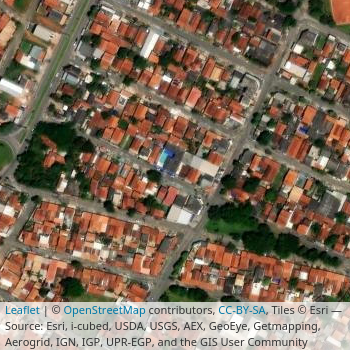 Leaflet | © OpenStreetMap contributors, CC-BY-SA, Tiles © Esri —
Source: Esri, i-cubed, USDA, USGS, AEX, GeoEye, Getmapping,
Aerogrid, IGN, IGP, UPR-EGP, and the GIS User Community